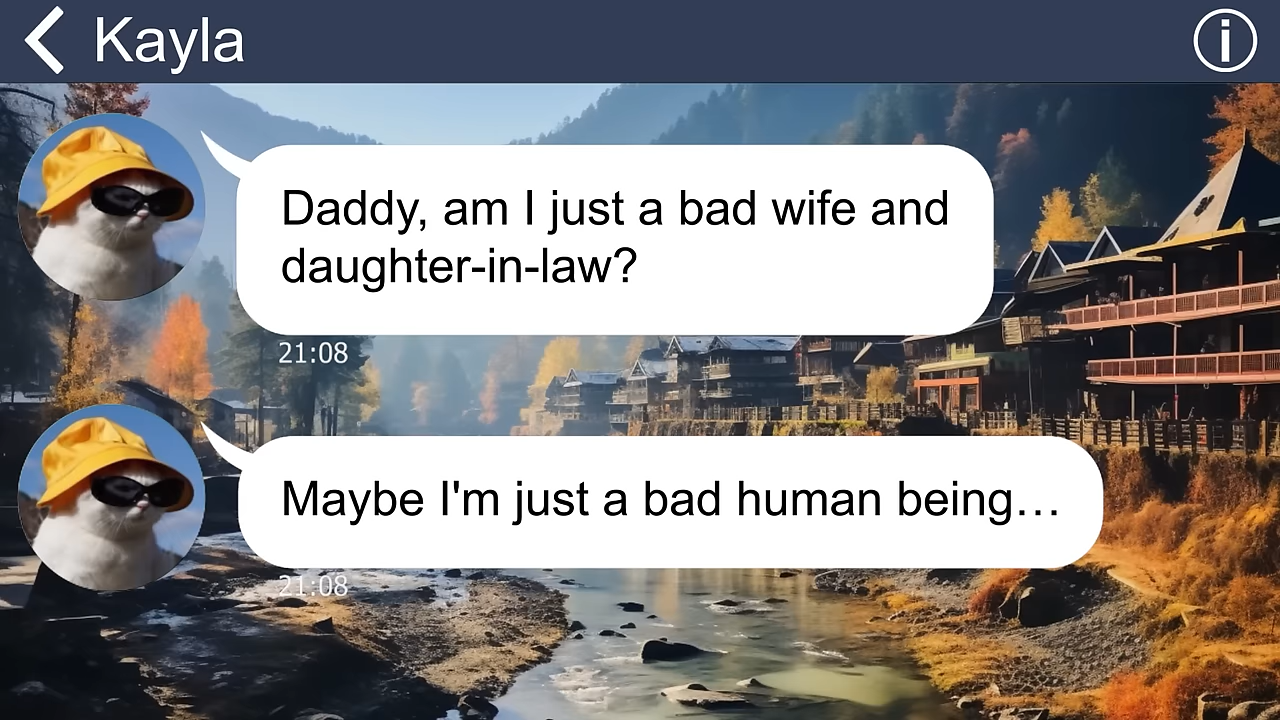 Kayla
Daddy, am I just a bad wife and
daughter-in-law?
21:08
Maybe I'm just a bad human being…
21:08